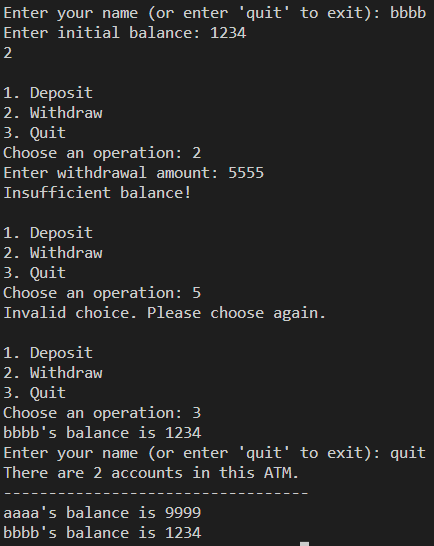 Enter your name (or enter 'quit' to exit): bbbb
Enter initial balance: 1234
2
1. Deposit
2. Withdraw
3. Quit
Choose an operation: 2
Enter withdrawal amount: 5555
Insufficient balance!
1. Deposit
2. Withdraw
3. Quit
Choose an operation: 5
Invalid choice. Please choose again.
1. Deposit
2. Withdraw
3. Quit
Choose an operation: 3
bbbb's balance is 1234
Enter your name (or enter 'quit' to exit): quit
There are 2 accounts in this ATM.
----------------------------------
aaaa's balance is 9999
bbbb's balance is 1234